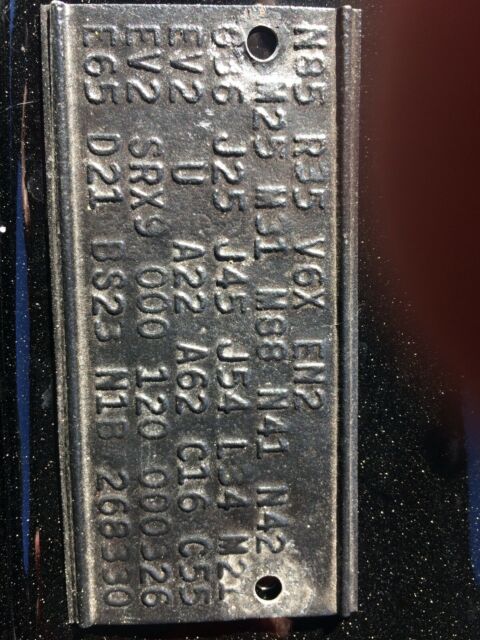 N85 R35 V6X EN2
M25 M31 M88 N41 N42
G36 J25 J45 J54 L34 M21
EV2 U A22 A62 C16 C55
EV2 SRX9 000 120 000326
E65 D21 BS23 N1B 268330